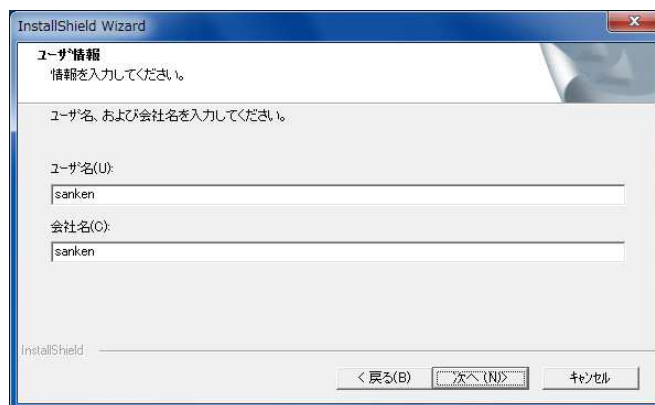 InstallShield Wizard
ユーザ情報
情報を入力してください。
ユーザ名、および会社名を入力してください。
ユーザ名(U):
sanken
会社名(C):
sanken
InstallShield
< 戻る(B)
次へ(N)>
キャンセル